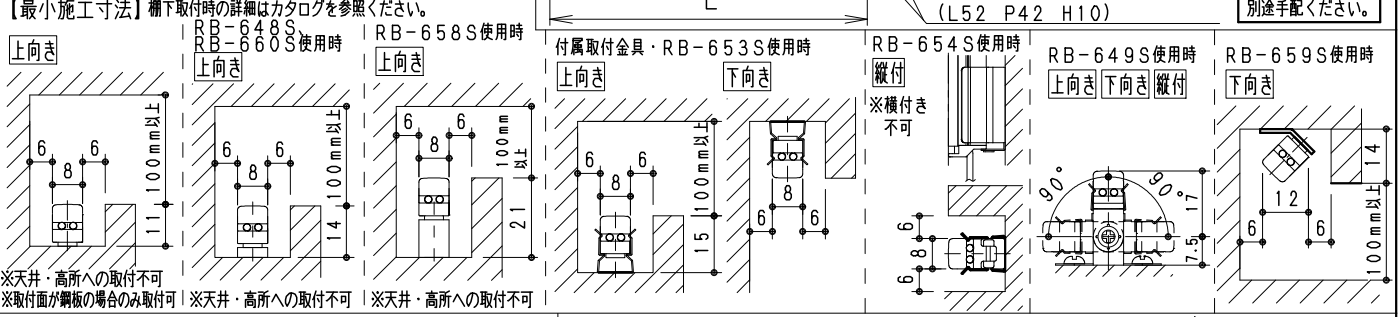 【最小施工寸法】棚下取付時の詳細はカタログを参照ください。
L
(L52 P42 H10)
別途手配ください。
上向き
6
6
8
100mm以上
11
※天井・高所への取付不可
※取付面が鋼板の場合のみ取付可
RB-648S、
RB-660S使用時
上向き
6
6
8
100mm以上
14
※天井・高所への取付不可
RB-658S使用時
上向き
6
6
8
100mm
以上
21
※天井・高所への取付不可
付属取付金具・RB-653S使用時
上向き
6
6
8
100mm以上
15
下向き
8
6
6
RB-654S使用時
縦付
※横付き
不可
6
8
6
RB-649S使用時
上向き 下向き 縦付
90°
90°
17
7.5
RB-659S使用時
下向き
14
12
6
6
100mm以上